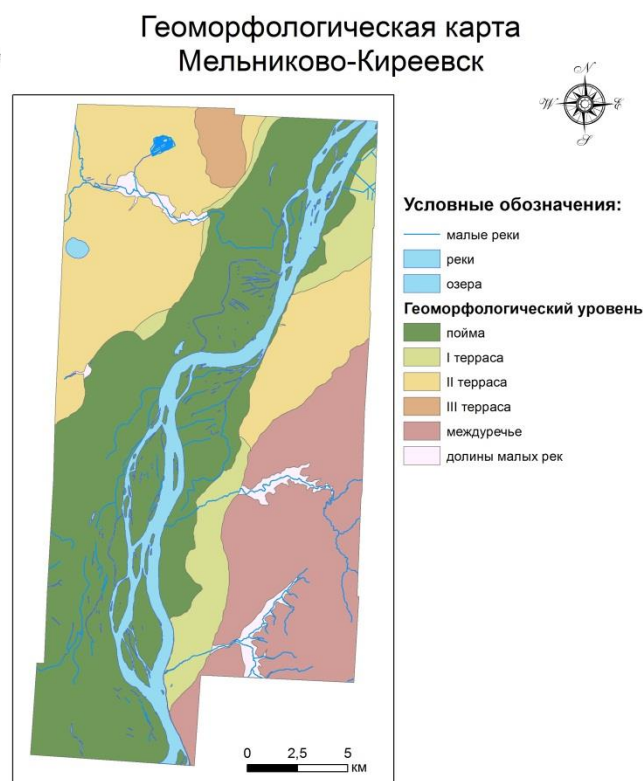 Геоморфологическая карта
Мельниково-Киреевск
N
W E
S
Условные обозначения:
малые реки
реки
озера
Геоморфологический уровень
пойма
I терраса
II терраса
III терраса
междуречье
долины малых рек
0 2,5 5
км